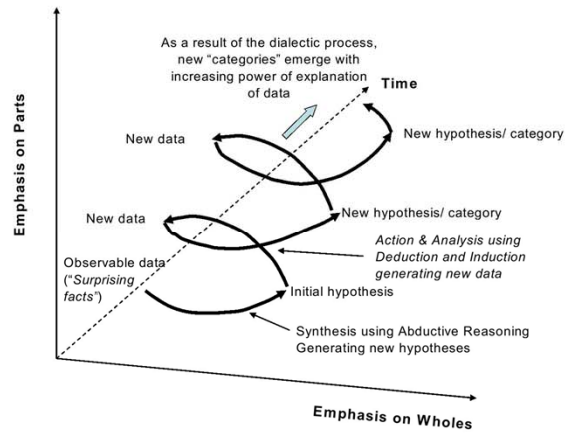 As a result of the dialectic process,
new “categories” emerge with
increasing power of explanation
of data
Time
New data
New hypothesis/ category
Emphasis on Parts
New data
New hypothesis/ category
Action & Analysis using
Deduction and Induction
generating new data
Observable data
(“Surprising
facts”)
Initial hypothesis
Synthesis using Abductive Reasoning
Generating new hypotheses
Emphasis on Wholes